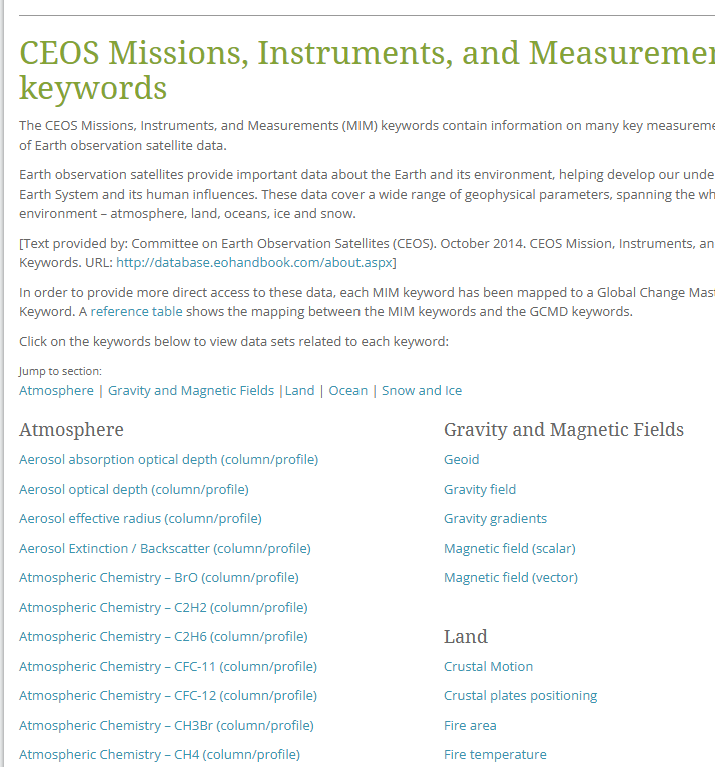 CEOS Missions, Instruments, and Measuremen
keywords
The CEOS Missions, Instruments, and Measurements (MIM) keywords contain information on many key measureme
of Earth observation satellite data.
Earth observation satellites provide important data about the Earth and its environment, helping develop our unde
Earth System and its human influences. These data cover a wide range of geophysical parameters, spanning the wh
environment – atmosphere, land, oceans, ice and snow.
[Text provided by: Committee on Earth Observation Satellites (CEOS). October 2014. CEOS Mission, Instruments, an
Keywords. URL: http://database.eohandbook.com/about.aspx]
In order to provide more direct access to these data, each MIM keyword has been mapped to a Global Change Mast
Keyword. A reference table shows the mapping between the MIM keywords and the GCMD keywords.
Click on the keywords below to view data sets related to each keyword:
Jump to section:
Atmosphere | Gravity and Magnetic Fields |Land | Ocean | Snow and Ice
Atmosphere
Aerosol absorption optical depth (column/profile)
Aerosol optical depth (column/profile)
Aerosol effective radius (column/profile)
Aerosol Extinction / Backscatter (column/profile)
Atmospheric Chemistry – BrO (column/profile)
Atmospheric Chemistry – C2H2 (column/profile)
Atmospheric Chemistry – C2H6 (column/profile)
Atmospheric Chemistry – CFC-11 (column/profile)
Atmospheric Chemistry – CFC-12 (column/profile)
Atmospheric Chemistry – CH3Br (column/profile)
Atmospheric Chemistry – CH4 (column/profile)
Gravity and Magnetic Fields
Geoid
Gravity field
Gravity gradients
Magnetic field (scalar)
Magnetic field (vector)
Land
Crustal Motion
Crustal plates positioning
Fire area
Fire temperature